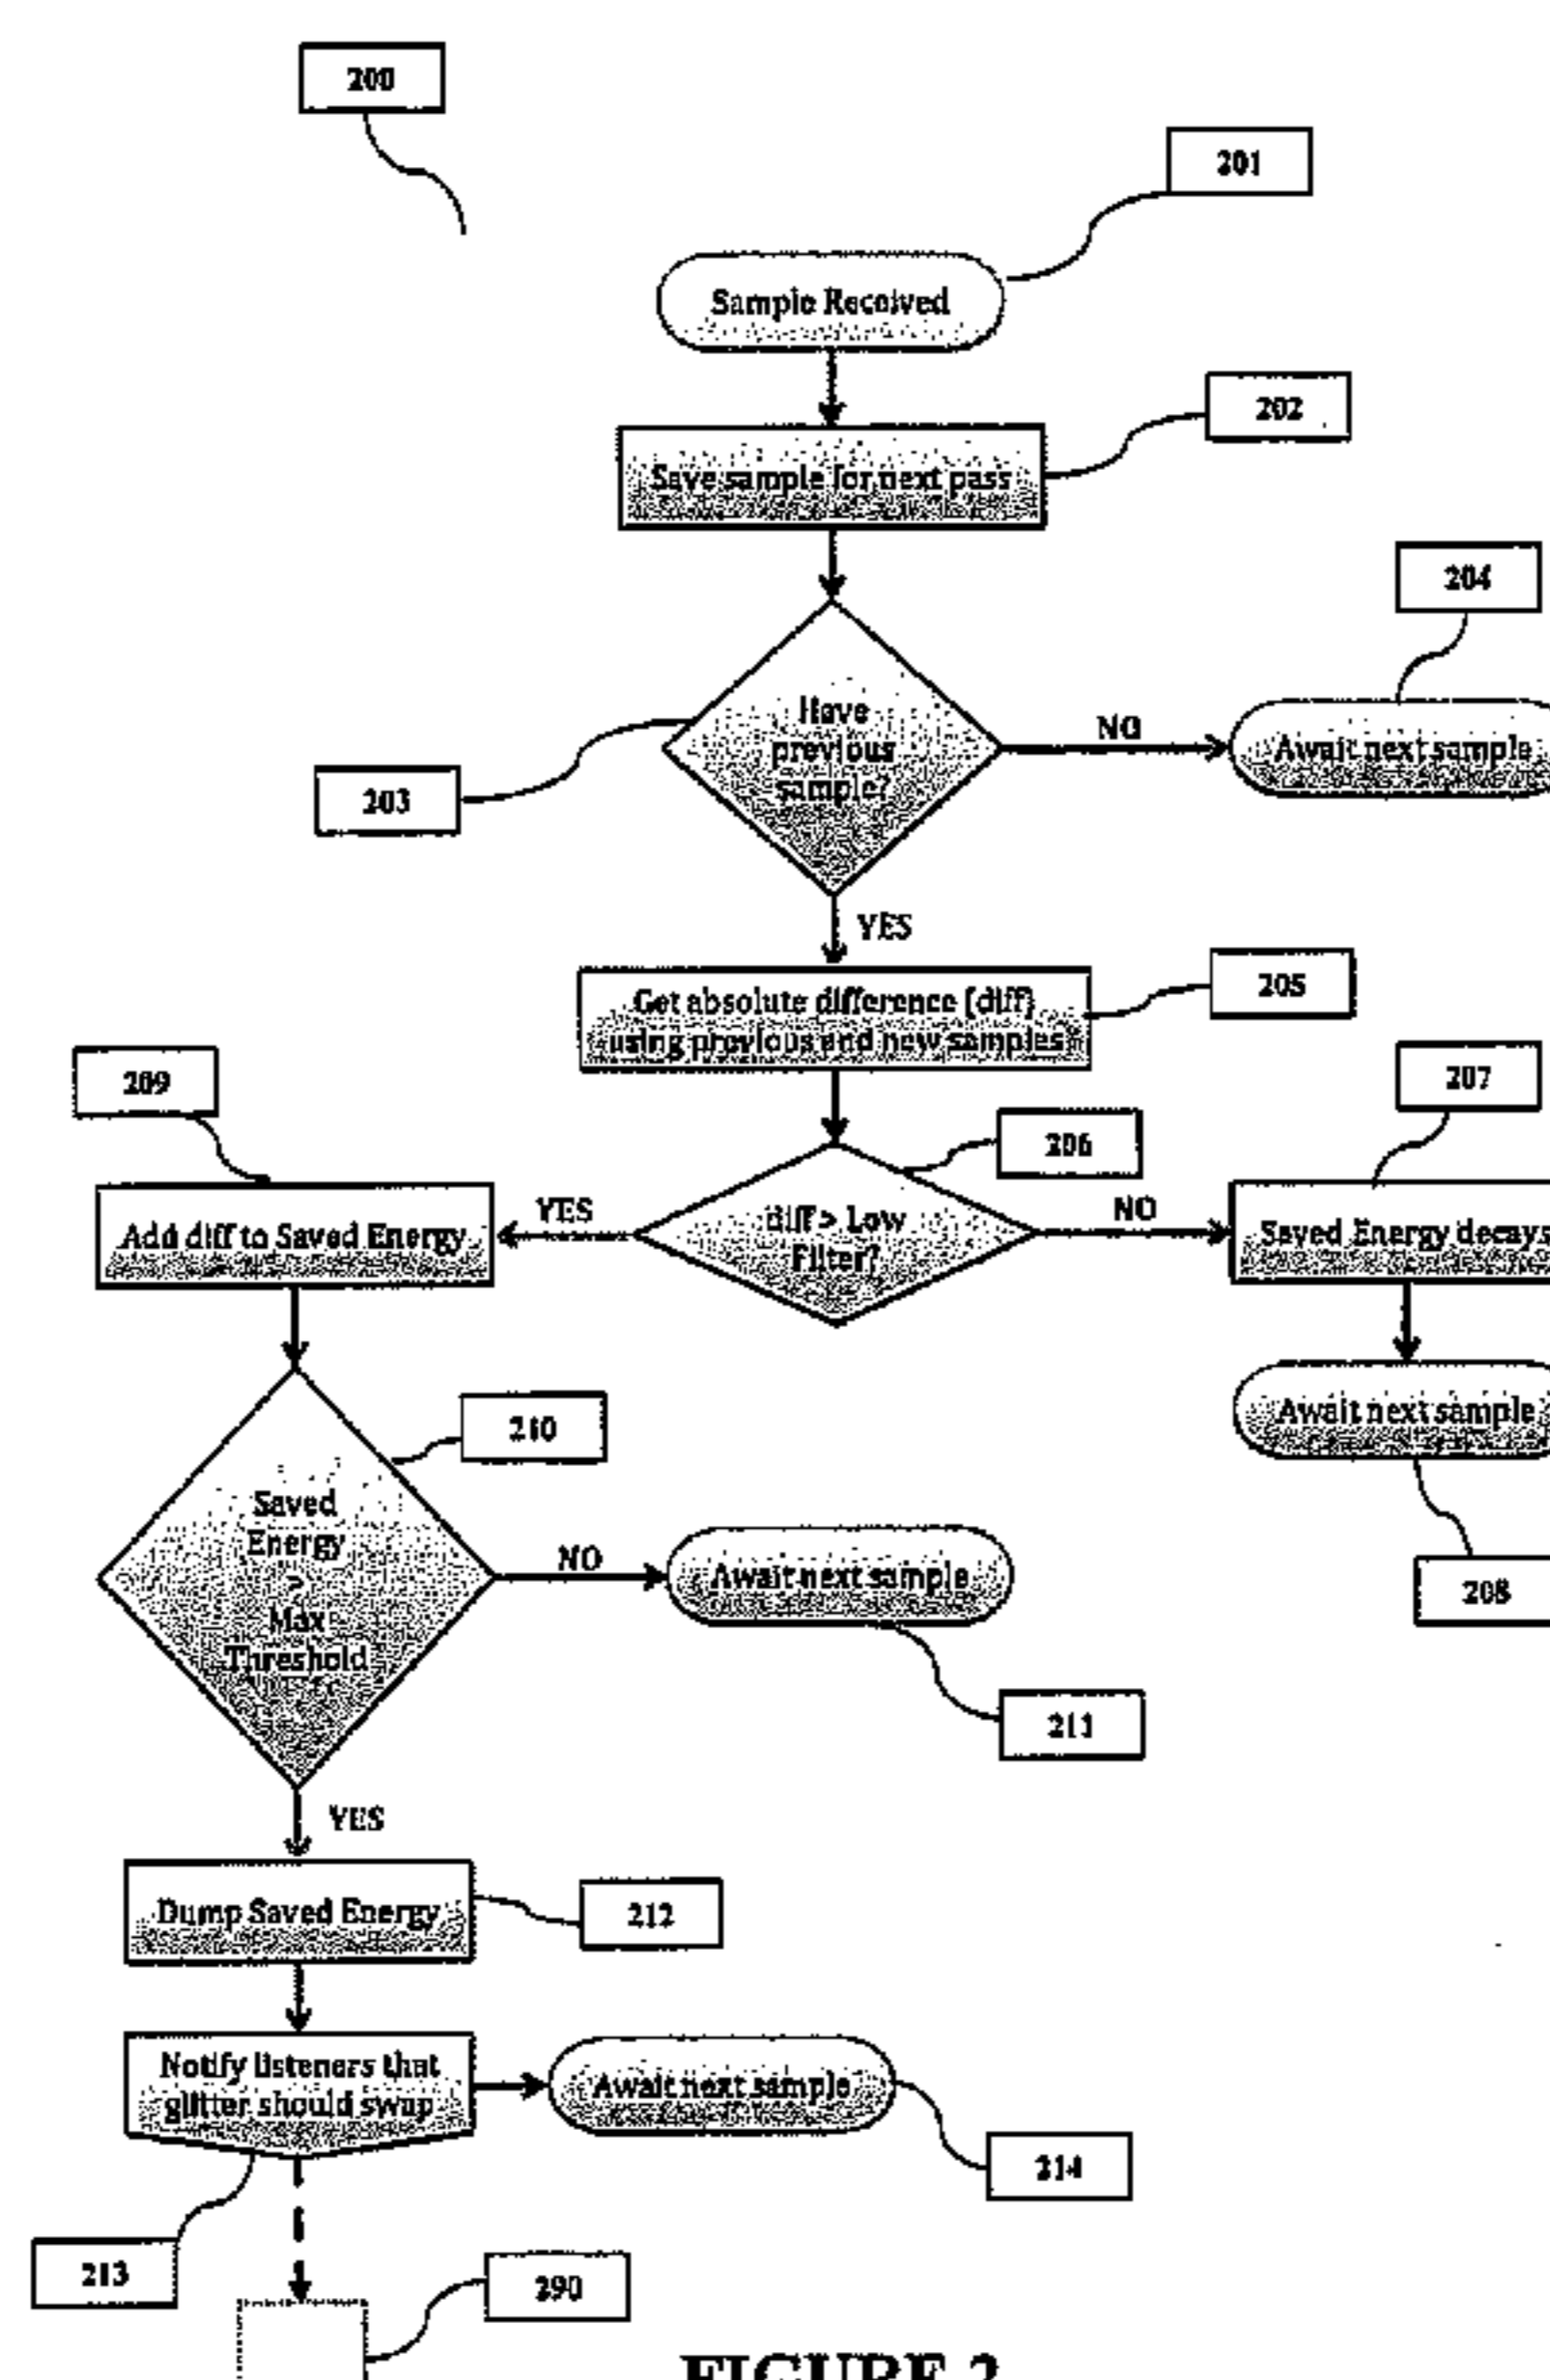 200
201
Sample Received
202
Save sample for next pass
204
Have
previous
sample?
NO
Await next sample
203
YES
Get absolute difference (diff)
using previous and new samples
205
209
207
206
Add diff to Saved Energy
YES
diff > Low
Filter?
NO
Saved Energy decays
210
Await next sample
Saved
Energy
>
Max
Threshold
NO
Await next sample
208
211
YES
Dump Saved Energy
212
Notify listeners that
glitter should swap
Await next sample
214
213
290
FIGURE 2